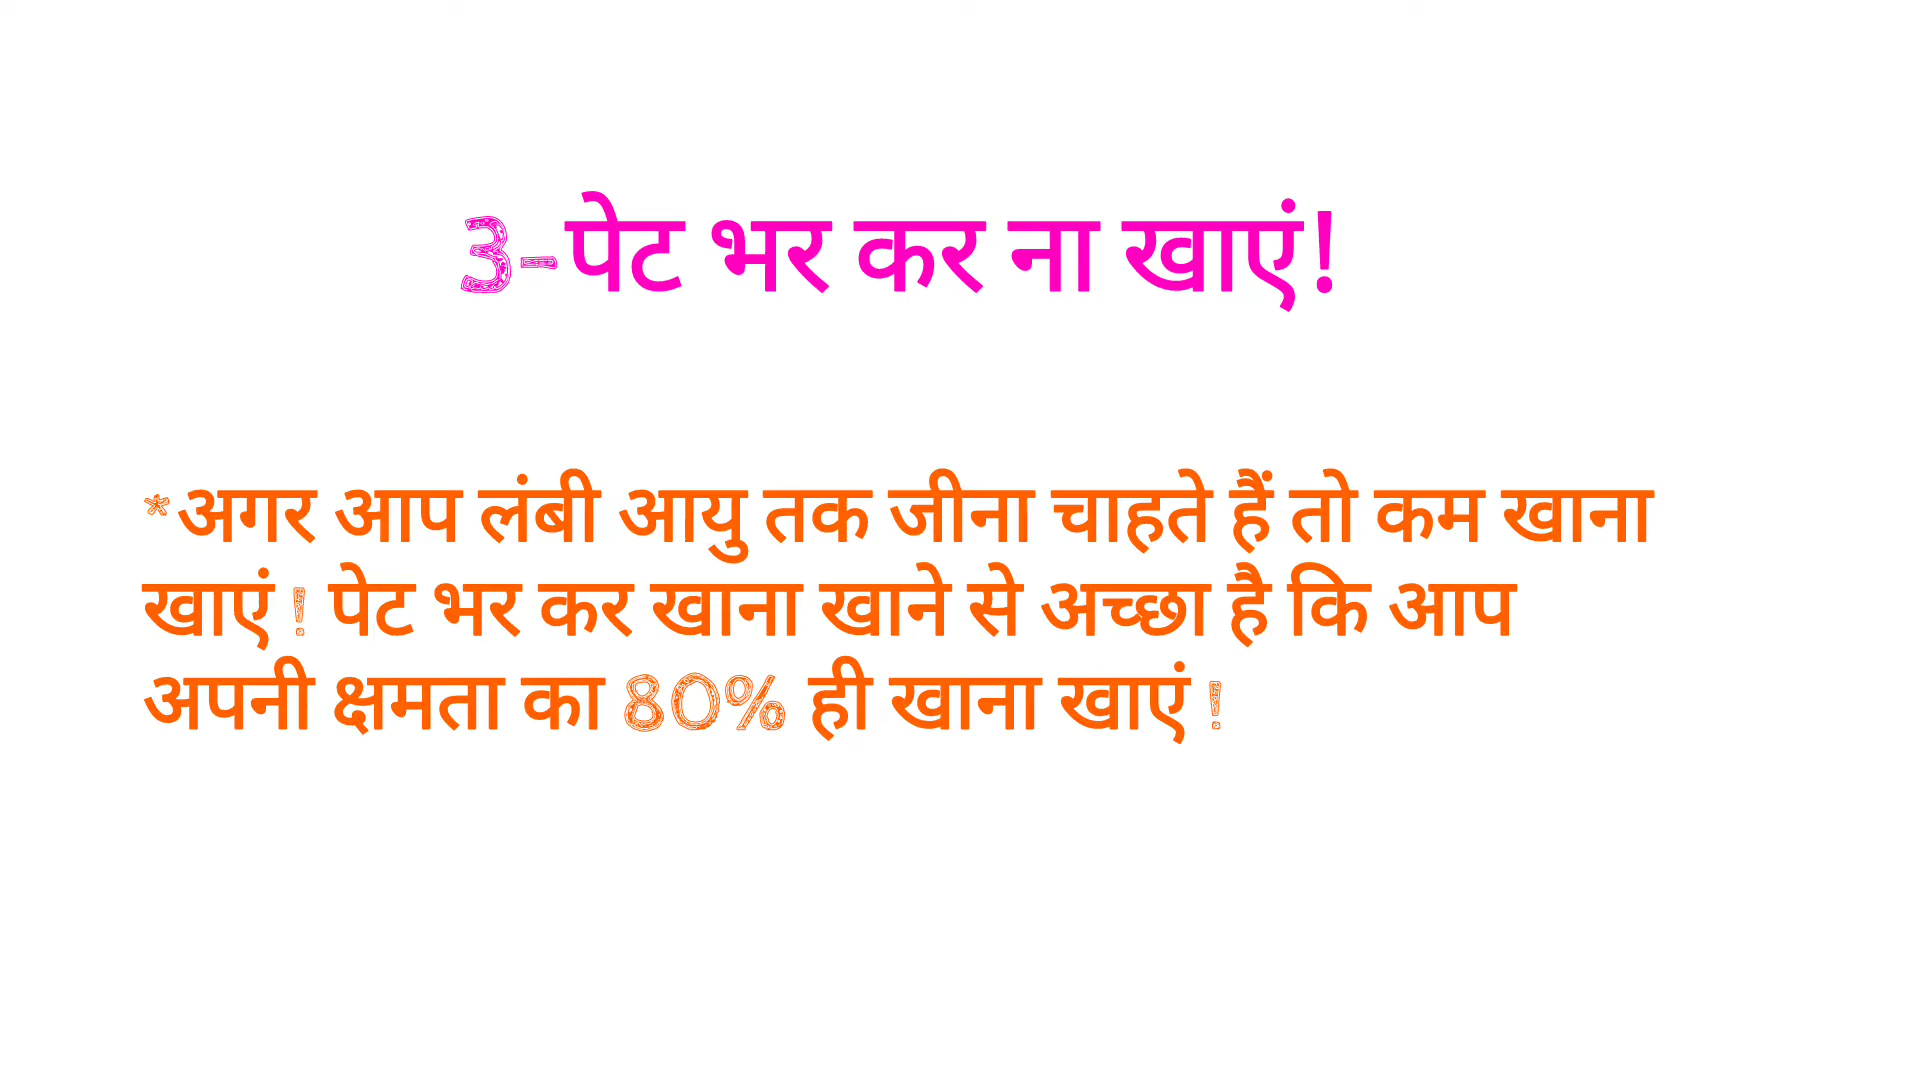 3-पेट भर कर ना खाएं!
*अगर आप लंबी आयु तक जीना चाहते हैं तो कम खाना
खाएं ! पेट भर कर खाना खाने से अच्छा है कि आप
अपनी क्षमता का 80% ही खाना खाएं !